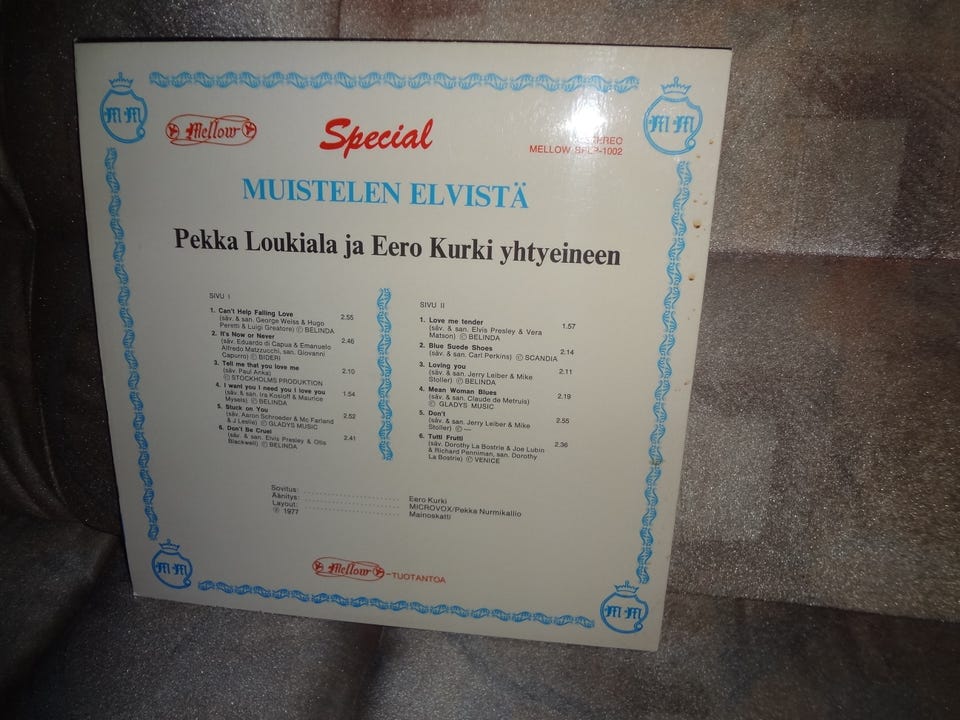 M M
M M
Mellow
Special
STEREO
MELLOW SPLP-1002
MUISTELEN ELVISTÄ
Pekka Loukiala ja Eero Kurki yhtyeineen
SIVU I
1. Can't Help Falling Love 2.55
(säv. & san. George Weiss & Hugo
Peretti & Luigi Greatore) © BELINDA
2. It's Now or Never 2.46
(säv. Eduardo di Capua & Emanuelo
Alfredo Matzzucchi, san. Giovanni
Capurro) © BIDERI
3. Tell me that you love me 2.10
(säv. Paul Anka)
© STOCKHOLMS PRODUKTION
4. I want you I need you I love you 1.54
(säv. & san. Ira Kosloff & Maurice
Mysels) © BELINDA
5. Stuck on You 2.52
(säv. Aaron Schroeder & Mc Farland
& J Leslie) © GLADYS MUSIC
6. Don't Be Cruel 2.41
(säv. & san. Elvis Presley & Otis
Blackwell) © BELINDA
SIVU II
1. Love me tender 1.57
(säv. & san. Elvis Presley & Vera
Matson) © BELINDA
2. Blue Suede Shoes 2.14
(säv. & san. Carl Perkins) © SCANDIA
3. Loving you 2.11
(säv. & san. Jerry Leiber & Mike
Stoller) © BELINDA
4. Mean Woman Blues 2.19
(säv. & san. Claude de Metruis)
© GLADYS MUSIC
5. Don't 2.55
(säv. & san. Jerry Leiber & Mike
Stoller) © —
6. Tutti Frutti 2.36
(säv. Dorothy La Bostrie & Joe Lubin
& Richard Penniman, san. Dorothy
La Bostrie) © VENICE
Sovitus: Eero Kurki
Äänitys: MICROVOX/Pekka Nurmikallio
Layout: Mainoskatti
℗ 1977
Mellow -TUOTANTOA
M M
M M